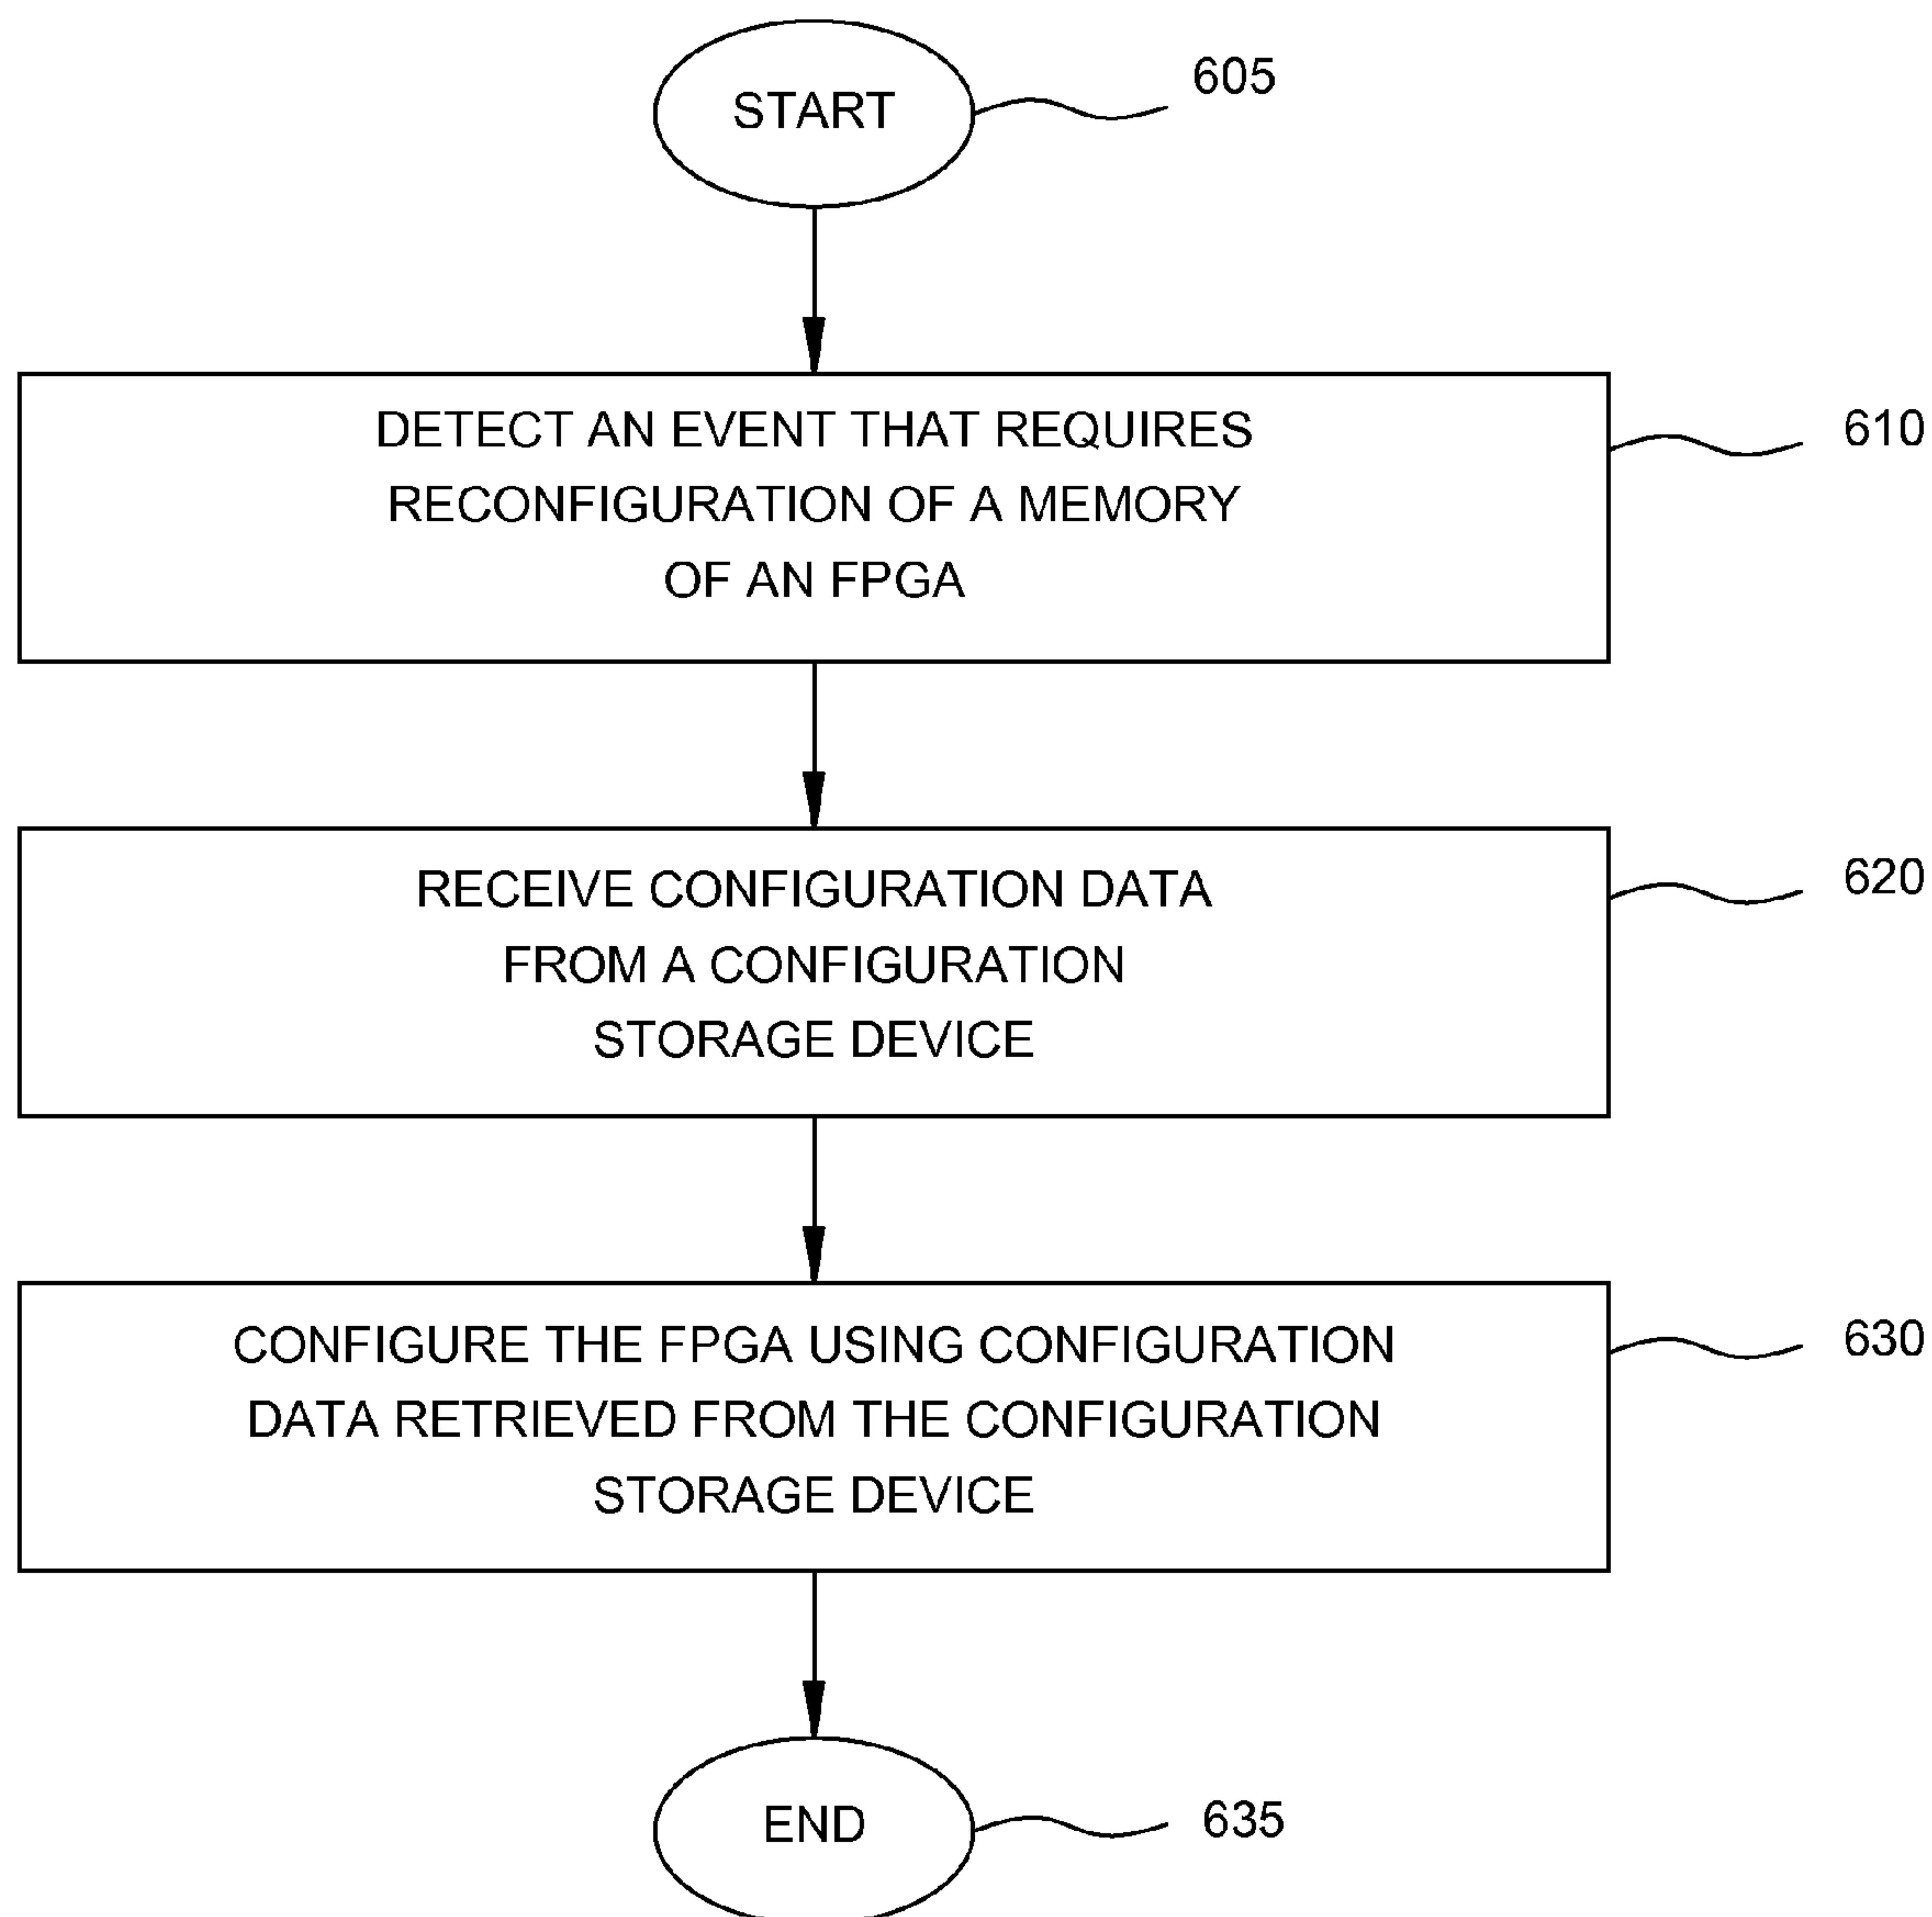 START
605
DETECT AN EVENT THAT REQUIRES
RECONFIGURATION OF A MEMORY
OF AN FPGA
610
RECEIVE CONFIGURATION DATA
FROM A CONFIGURATION
STORAGE DEVICE
620
CONFIGURE THE FPGA USING CONFIGURATION
DATA RETRIEVED FROM THE CONFIGURATION
STORAGE DEVICE
630
END
635